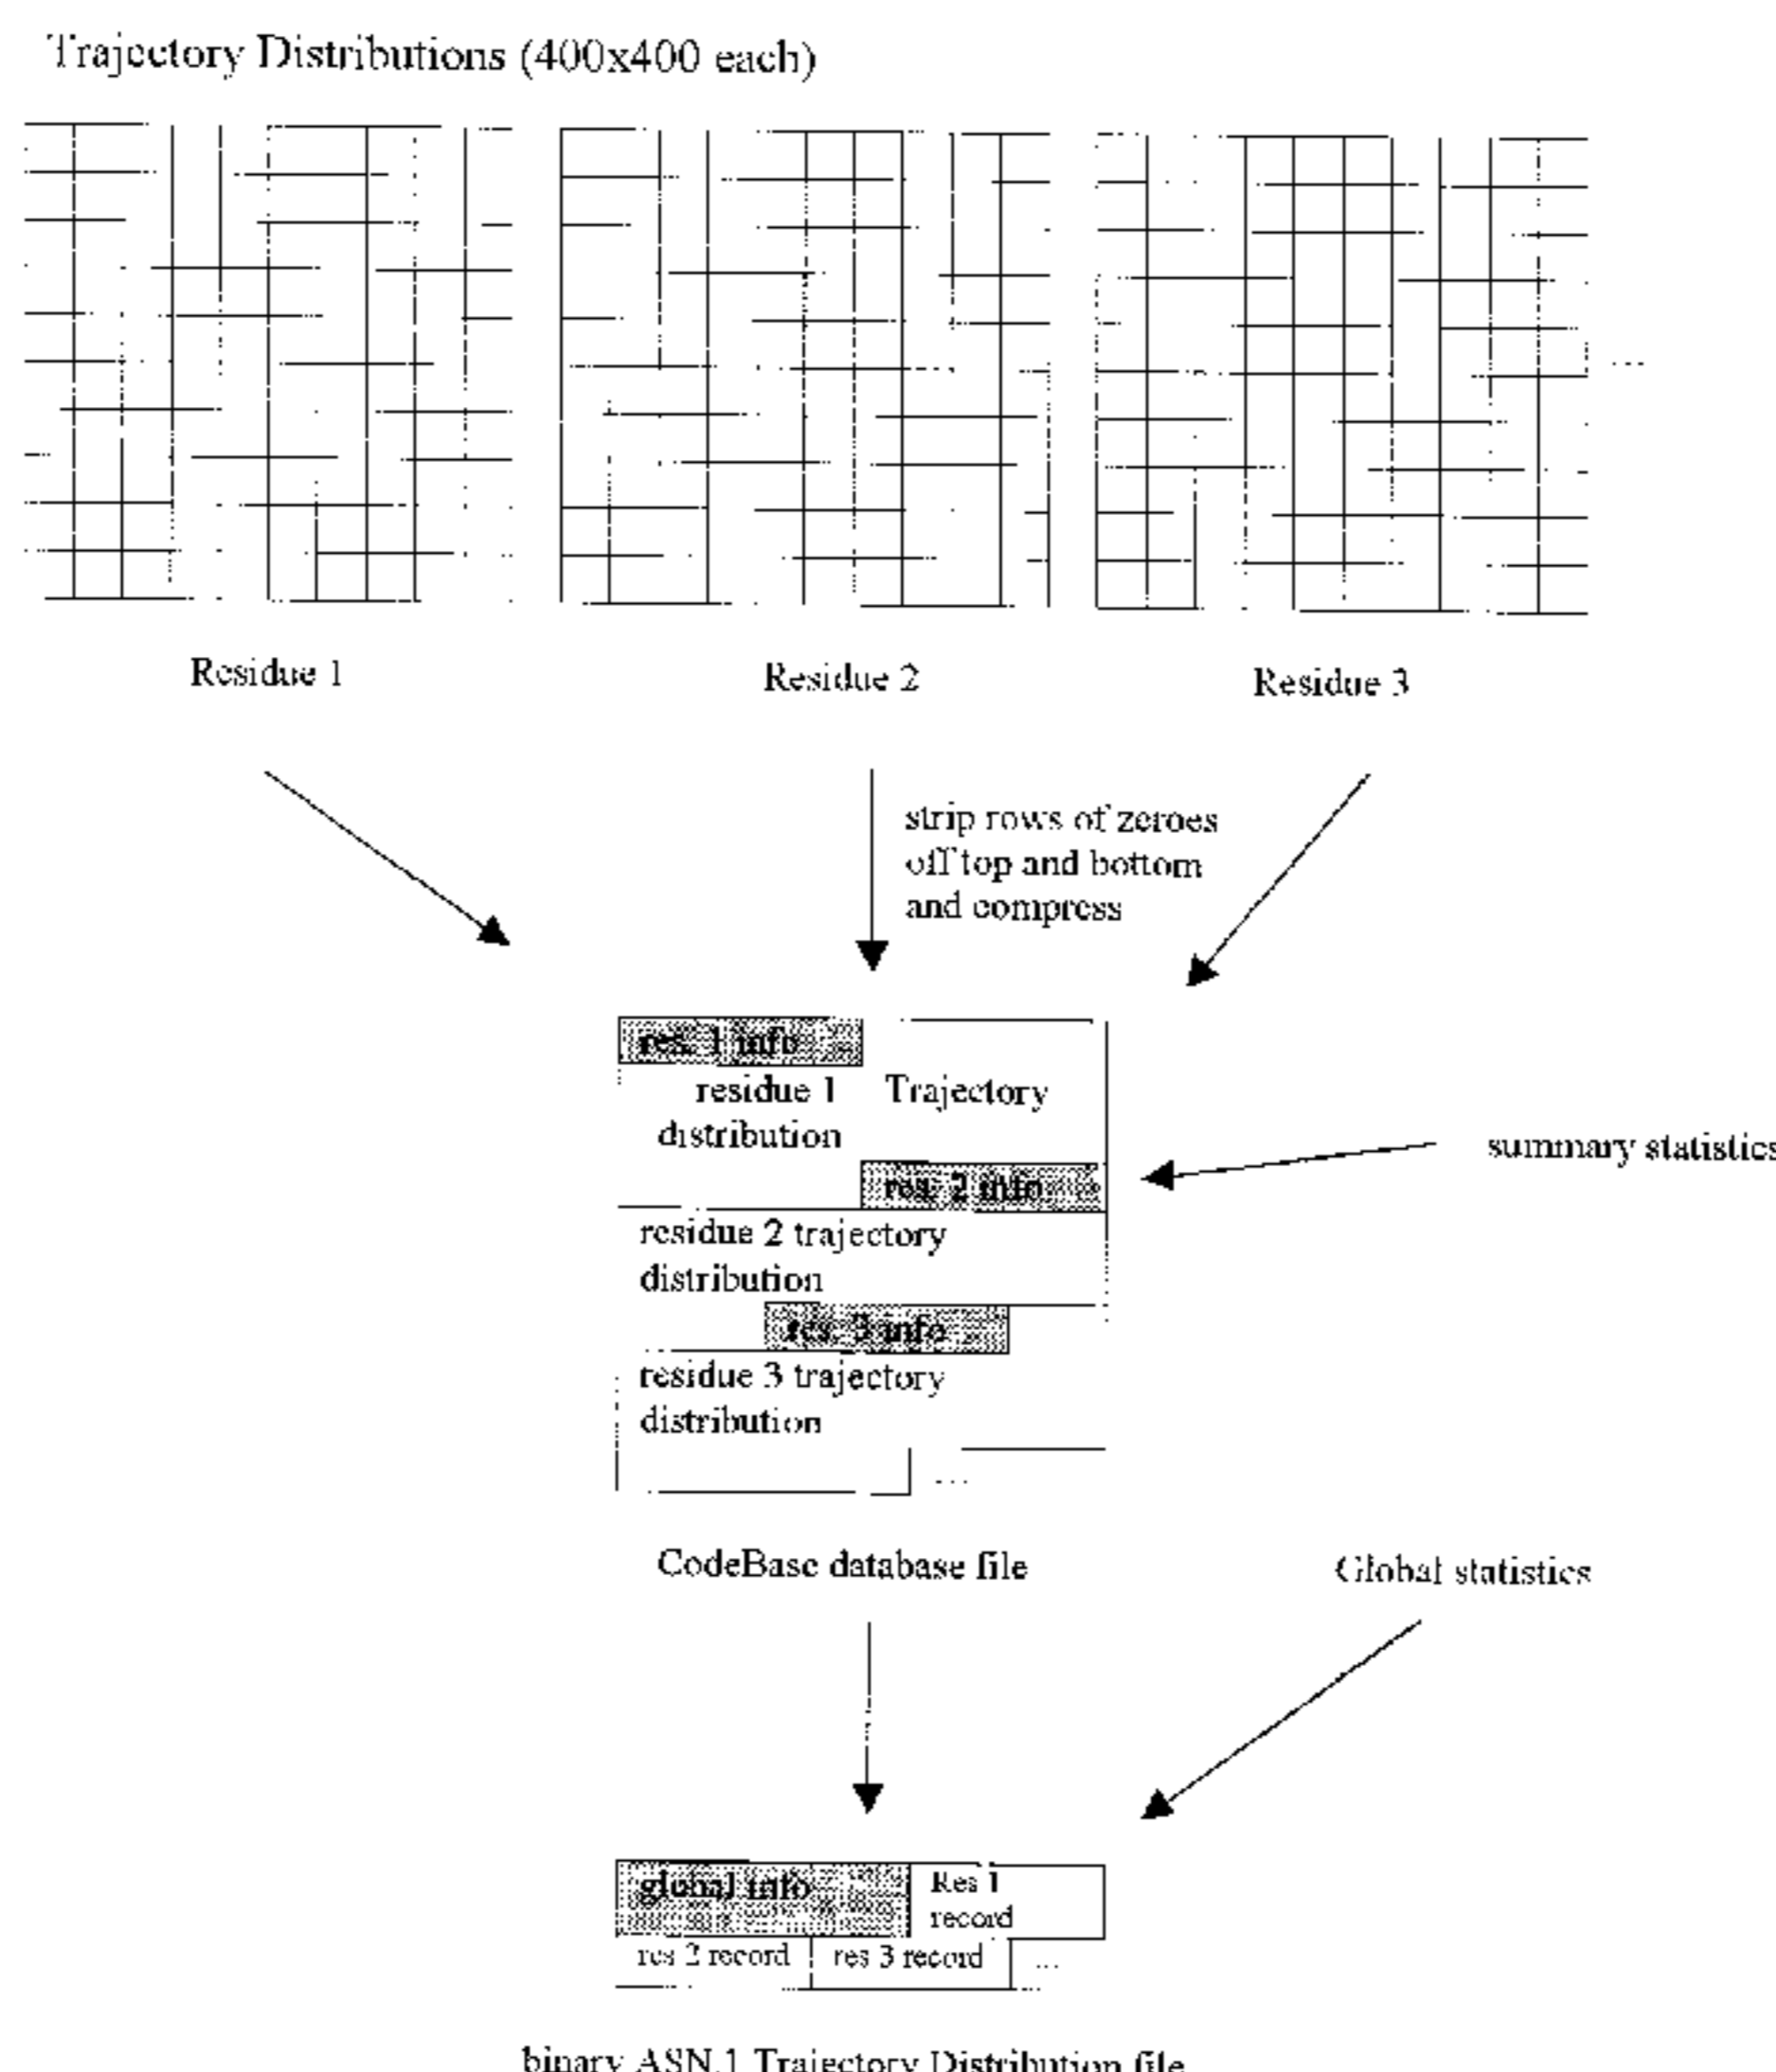 Trajectory Distributions (400x400 each)
...
Residue 1
Residue 2
Residue 3
strip rows of zeroes
off top and bottom
and compress
res. 1 info
residue 1 Trajectory
distribution
summary statistics
res. 2 info
residue 2 trajectory
distribution
res. 3 info
residue 3 trajectory
distribution
...
CodeBase database file
Global statistics
global info
Res 1
record
res 2 record
res 3 record
...
binary ASN.1 Trajectory Distribution file